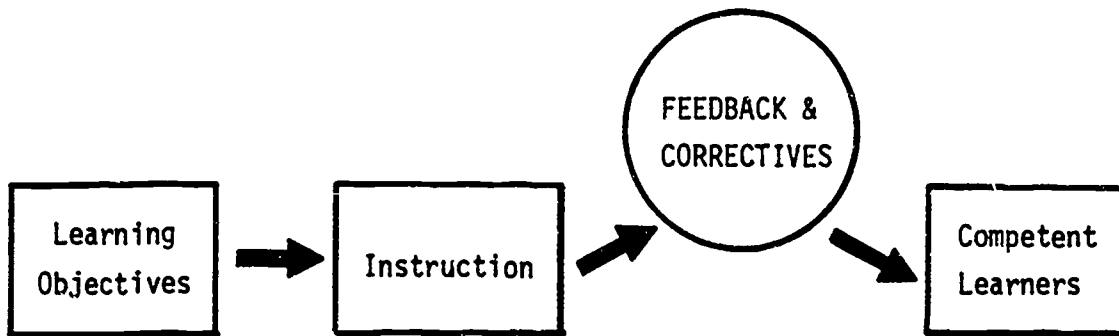 Learning
Objectives
Instruction
FEEDBACK &
CORRECTIVES
Competent
Learners